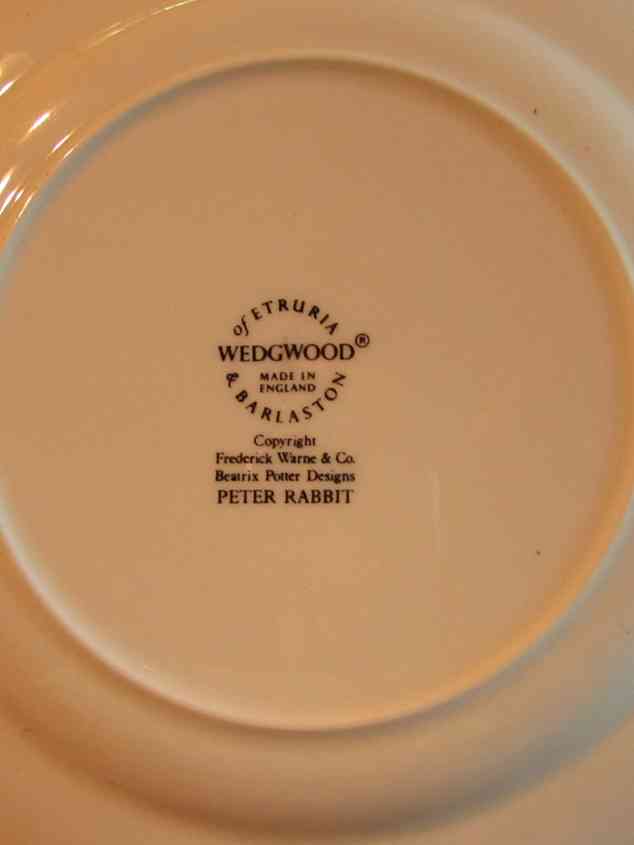 of ETRURIA
WEDGWOOD®
MADE IN
ENGLAND
& BARLASTON
Copyright
Frederick Warne & Co.
Beatrix Potter Designs
PETER RABBIT